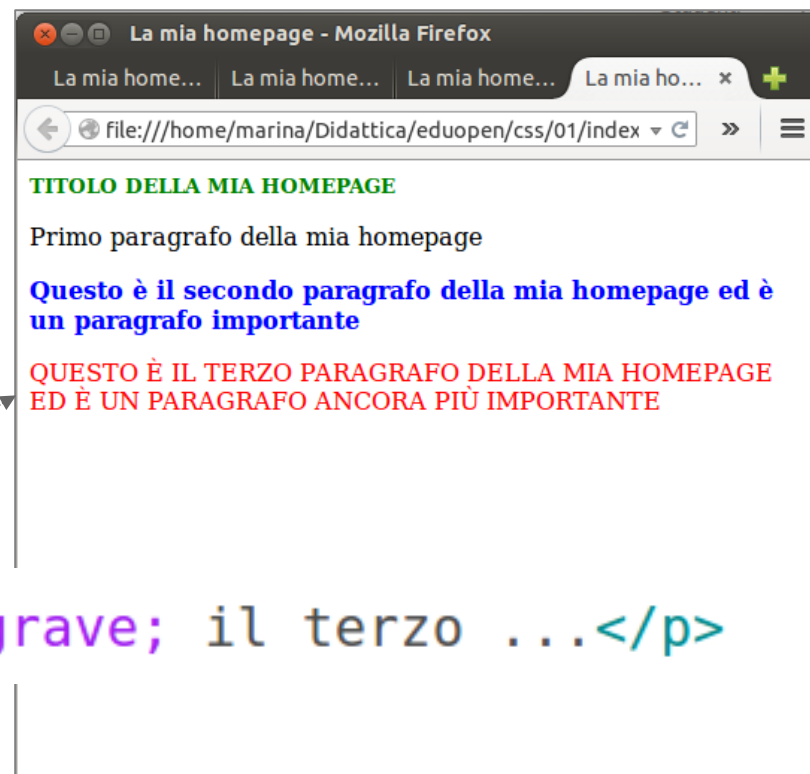 La mia homepage - Mozilla Firefox
La mia home... La mia home... La mia home... La mia ho...
file:///home/marina/Didattica/eduopen/css/01/index
TITOLO DELLA MIA HOMEPAGE
Primo paragrafo della mia homepage
Questo è il secondo paragrafo della mia homepage ed è
un paragrafo importante
QUESTO È IL TERZO PARAGRAFO DELLA MIA HOMEPAGE
ED È UN PARAGRAFO ANCORA PIÙ IMPORTANTE
grave; il terzo ...</p>